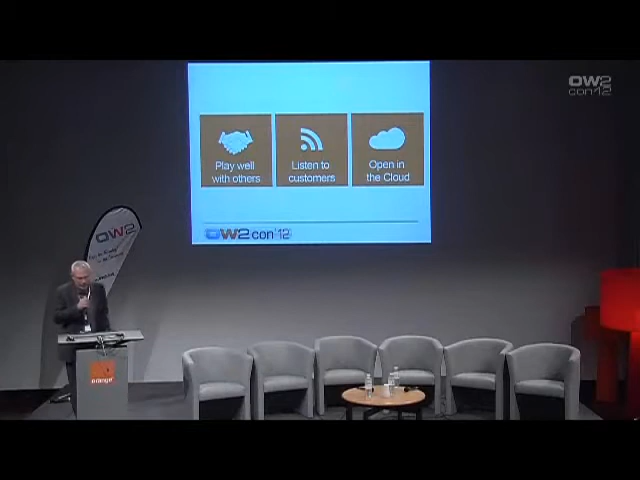 OW2
con'12
Play well
with others
Listen to
customers
Open in
the Cloud
OW2con'12
OW2
orange